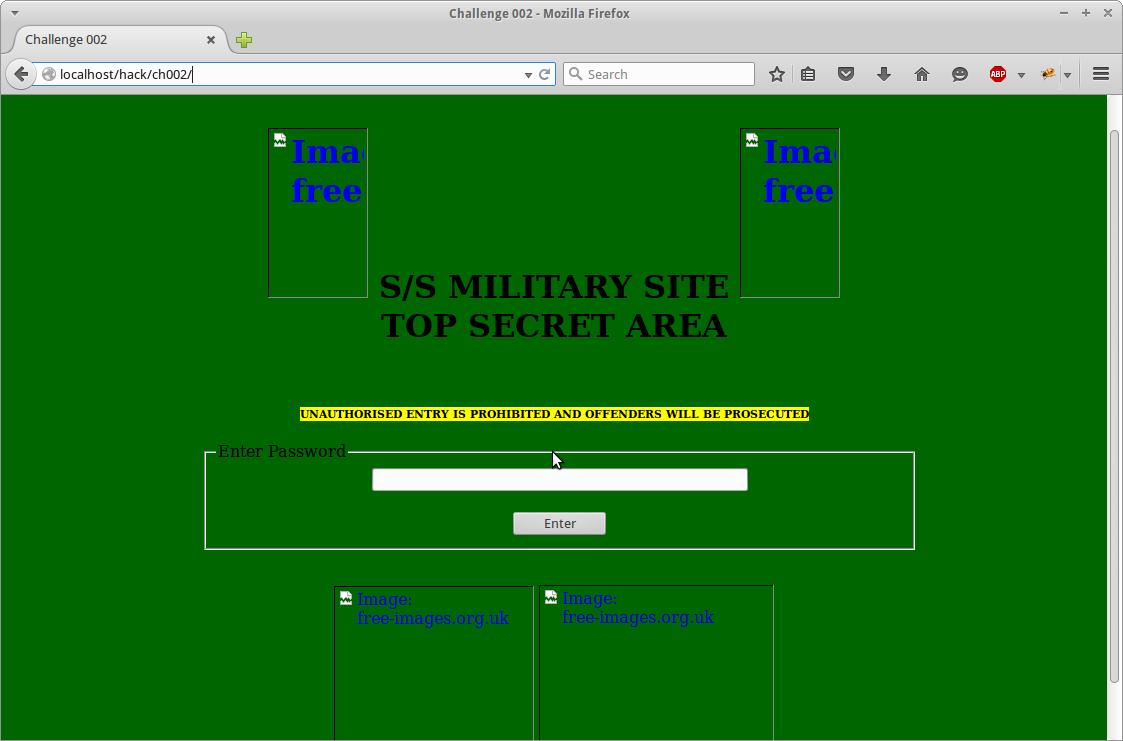 Challenge 002 - Mozilla Firefox
Challenge 002
localhost/hack/ch002/
Search
ABP
Ima
free
Ima
free
S/S MILITARY SITE
TOP SECRET AREA
UNAUTHORISED ENTRY IS PROHIBITED AND OFFENDERS WILL BE PROSECUTED
Enter Password
Enter
Image:
free-images.org.uk
Image:
free-images.org.uk